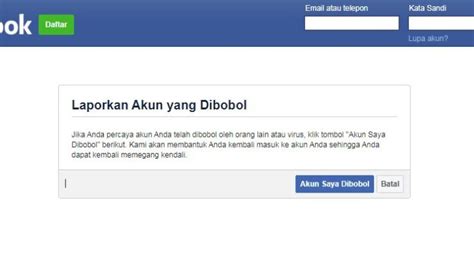 Email atau telepon
Kata Sandi
ook
Daftar
Lupa akun?
Laporkan Akun yang Dibobol
Jika Anda percaya akun Anda telah dibobol oleh orang lain atau virus, klik tombol "Akun Saya
Dibobol" berikut. Kami akan membantuk Anda kembali masuk ke akun Anda sehingga Anda
dapat kembali memegang kendali.
Akun Saya Dibobol
Batal